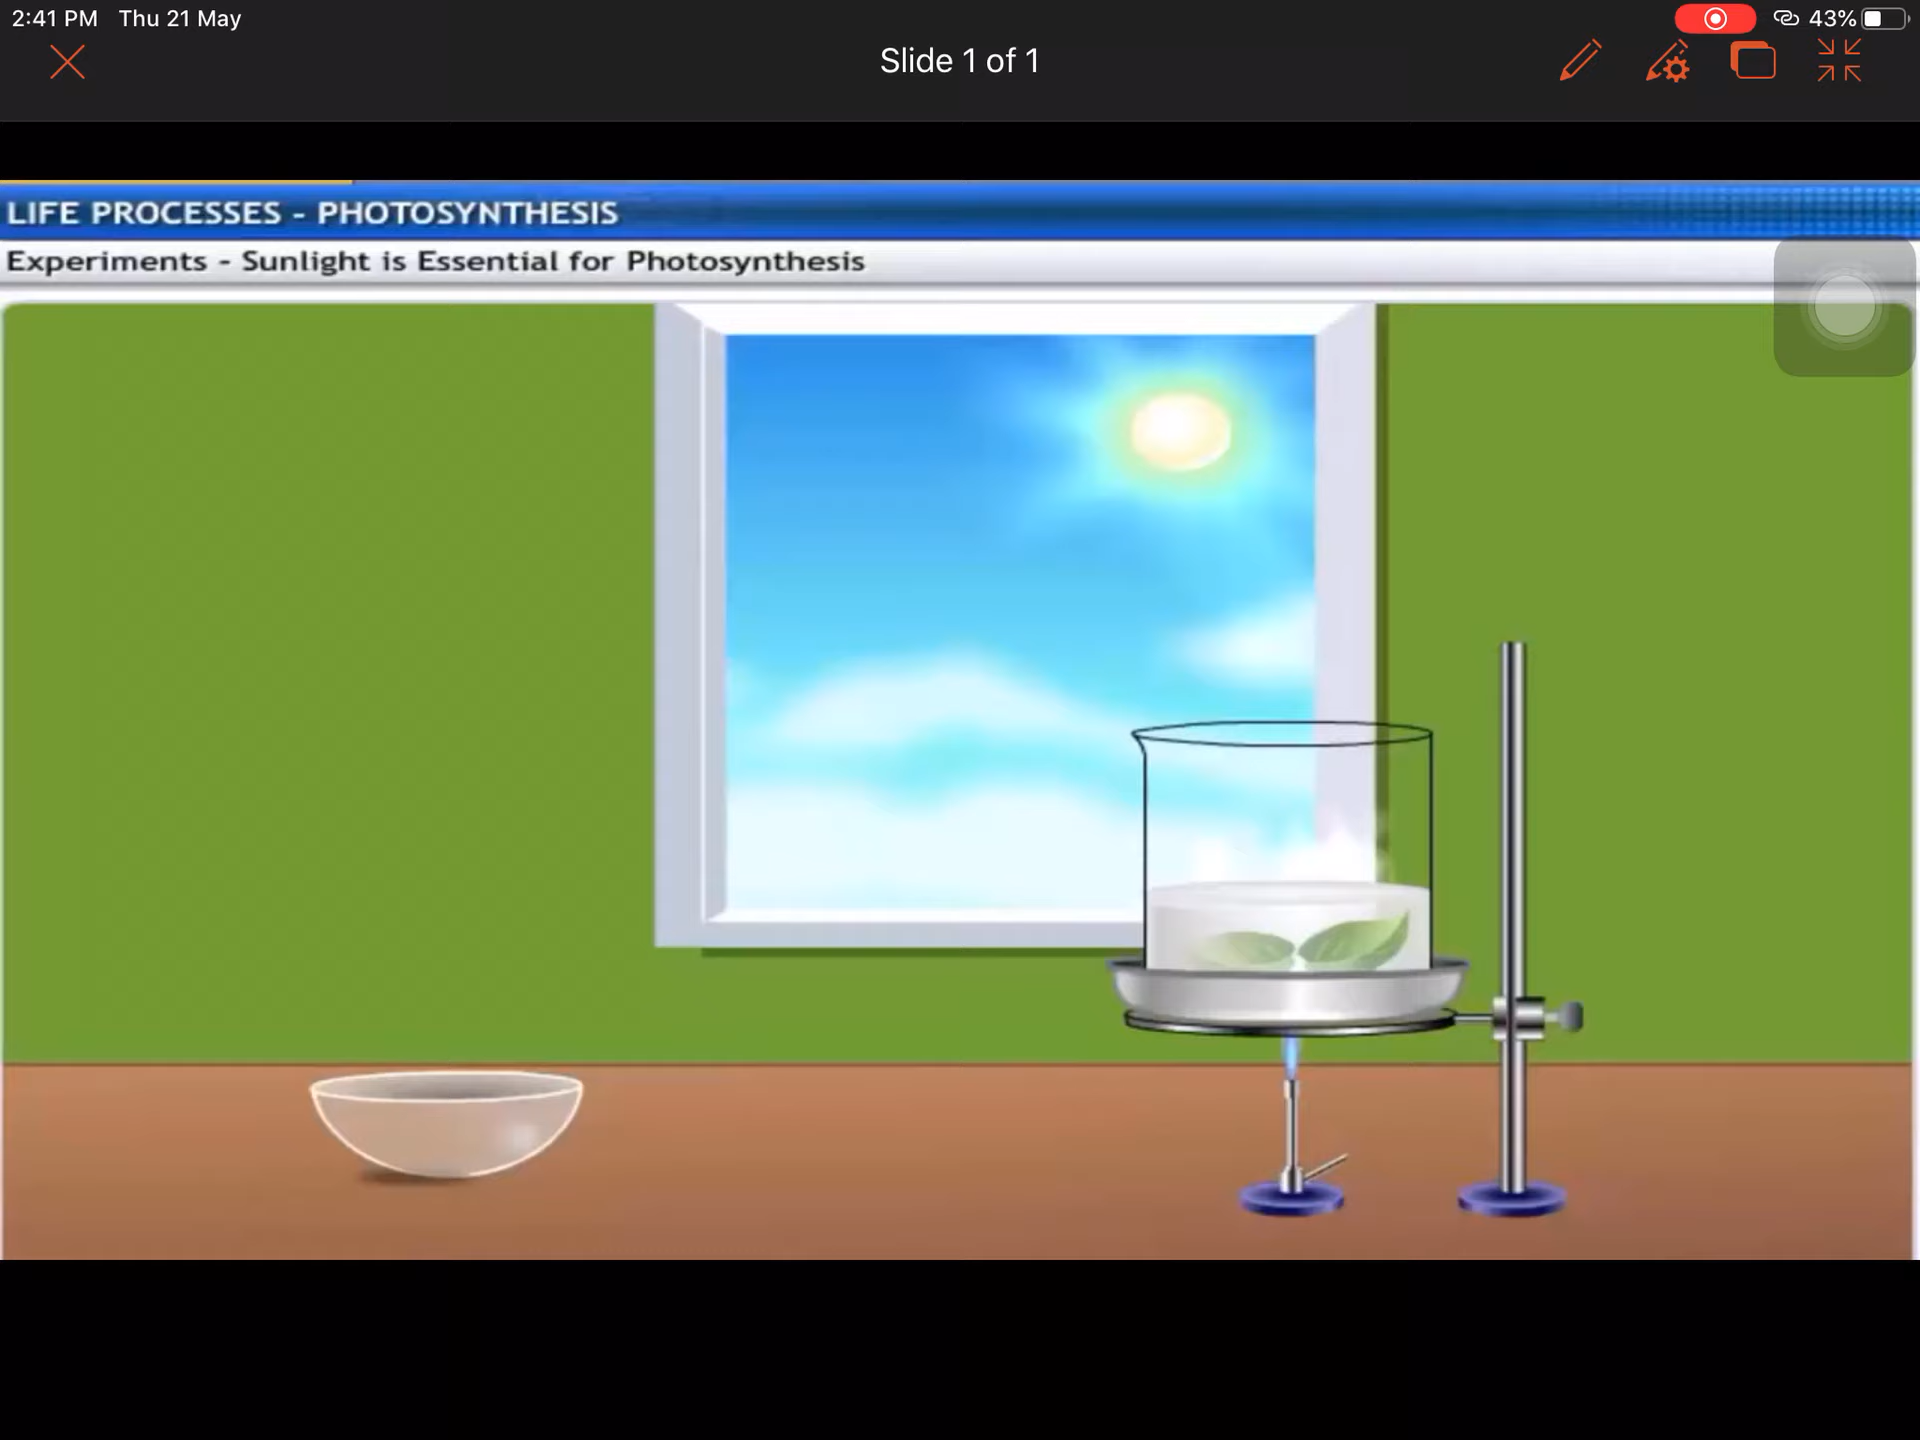 2:41 PM Thu 21 May
43%
Slide 1 of 1
LIFE PROCESSES - PHOTOSYNTHESIS
Experiments - Sunlight is Essential for Photosynthesis